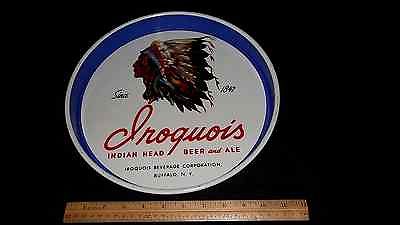 Since 1842
Iroquois
INDIAN HEAD BEER and ALE
IROQUOIS BEVERAGE CORPORATION,
BUFFALO, N. Y.